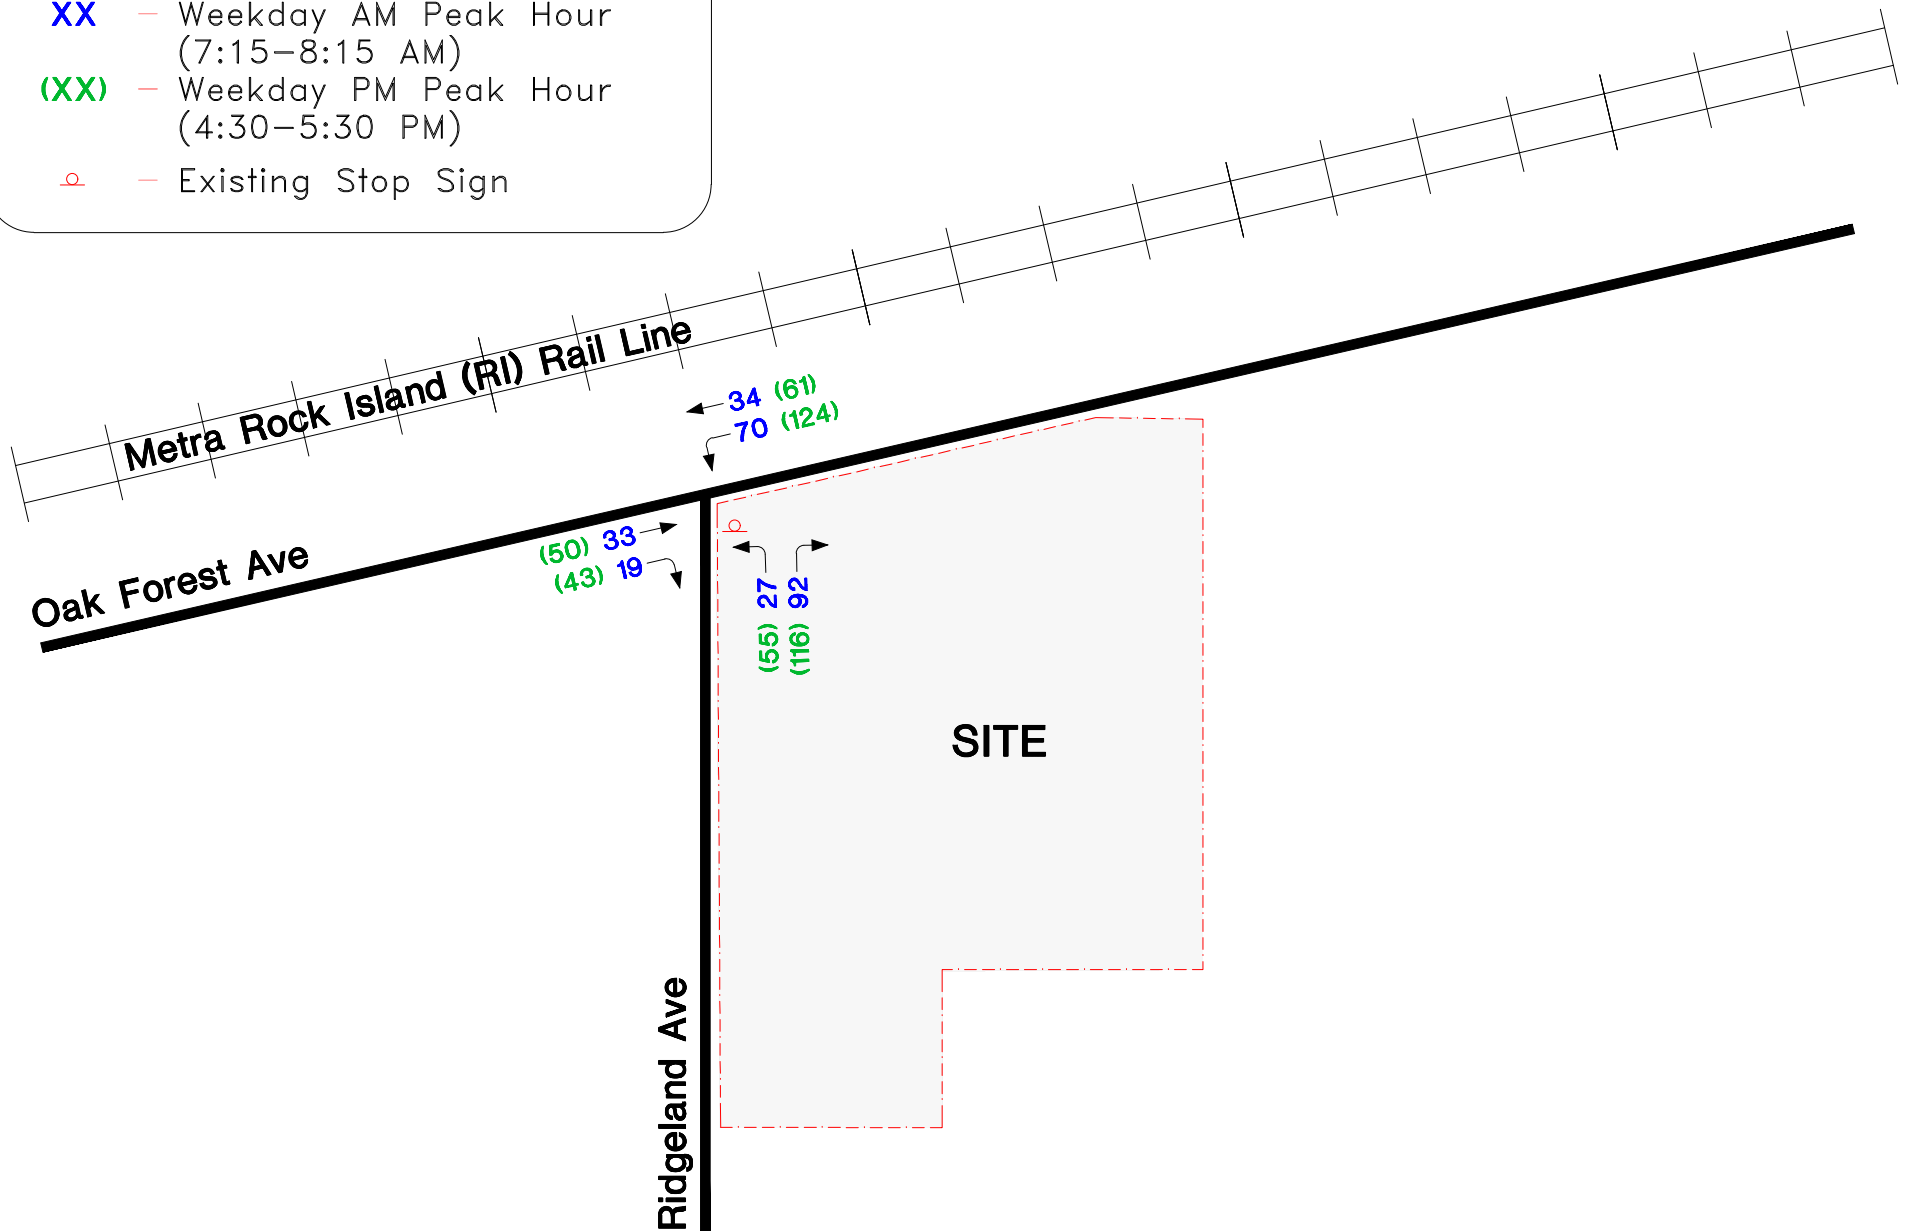 XX – Weekday AM Peak Hour
(7:15–8:15 AM)
(XX) – Weekday PM Peak Hour
(4:30–5:30 PM)
– Existing Stop Sign
Metra Rock Island (RI) Rail Line
34 (61)
70 (124)
Oak Forest Ave
(50) 33
(43) 19
(55) 27
(116) 92
SITE
Ridgeland Ave